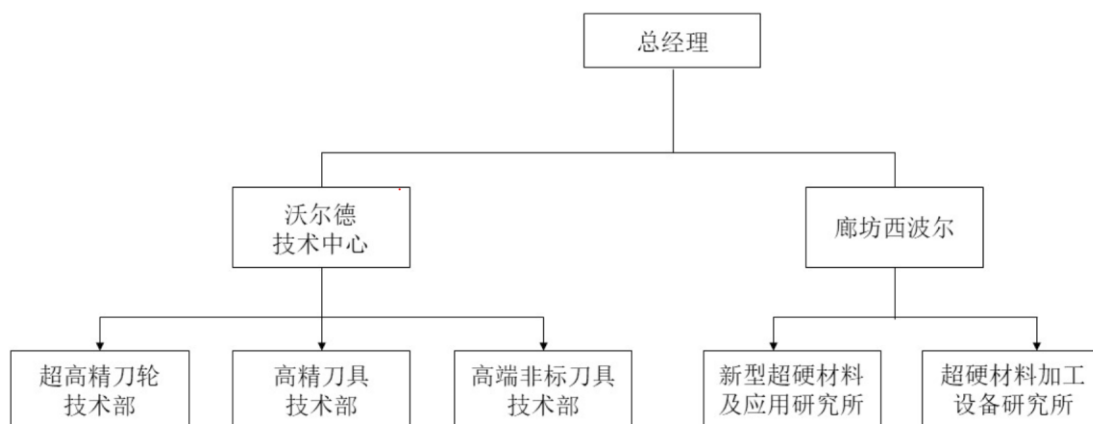 总经理
沃尔德
技术中心
廊坊西波尔
超高精刀轮
技术部
高精刀具
技术部
高端非标刀具
技术部
新型超硬材料
及应用研究所
超硬材料加工
设备研究所